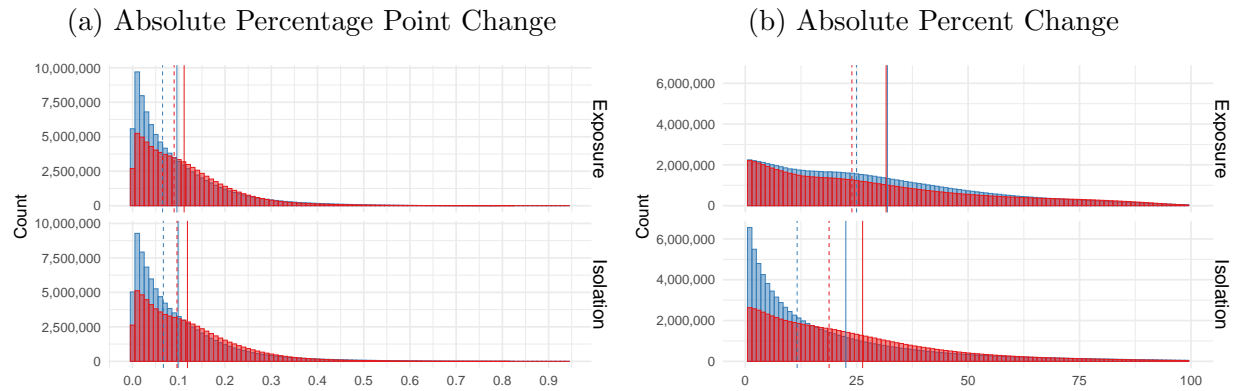 (a) Absolute Percentage Point Change
Count
10,000,000
7,500,000
5,000,000
2,500,000
0
Exposure
10,000,000
7,500,000
5,000,000
2,500,000
0
Isolation
0.0 0.1 0.2 0.3 0.4 0.5 0.6 0.7 0.8 0.9
(b) Absolute Percent Change
Count
6,000,000
4,000,000
2,000,000
0
Exposure
6,000,000
4,000,000
2,000,000
0
Isolation
0 25 50 75 100